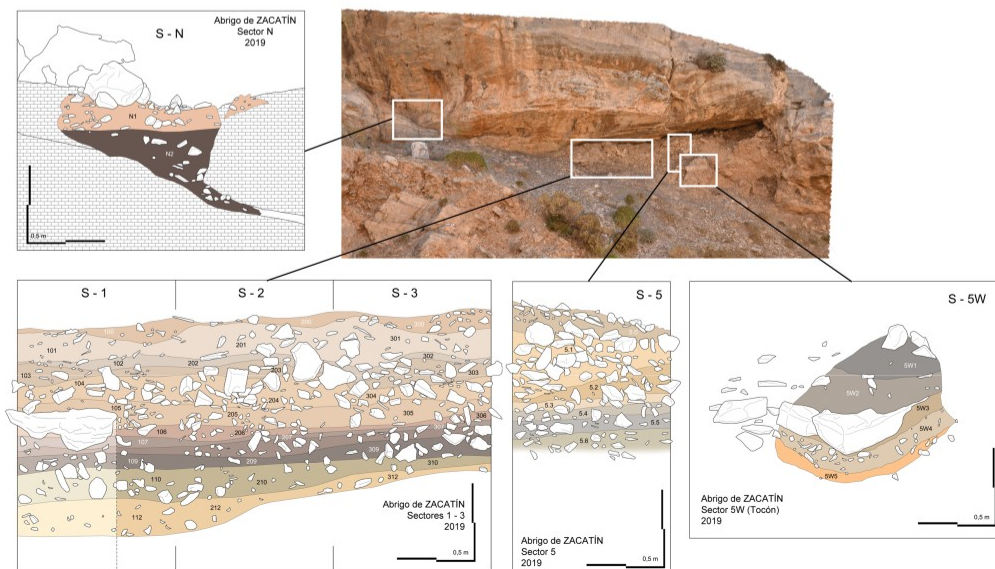 S - N
Abrigo de ZACATÍN
Sector N
2019
N1
N2
0,5 m
S - 1
S - 2
S - 3
200
101
201
301
102
202
302
103
203
303
104
204
304
105
205
305
306
106
206
107
109
209
309
110
210
310
112
212
312
Abrigo de ZACATÍN
Sectores 1 - 3
2019
0,5 m
S - 5
5.1
5.2
5.3
5.4
5.5
5.6
Abrigo de ZACATÍN
Sector 5
2019
0,5 m
S - 5W
5W1
5W2
5W3
5W4
5W5
Abrigo de ZACATÍN
Sector 5W (Tocón)
2019
0,5 m